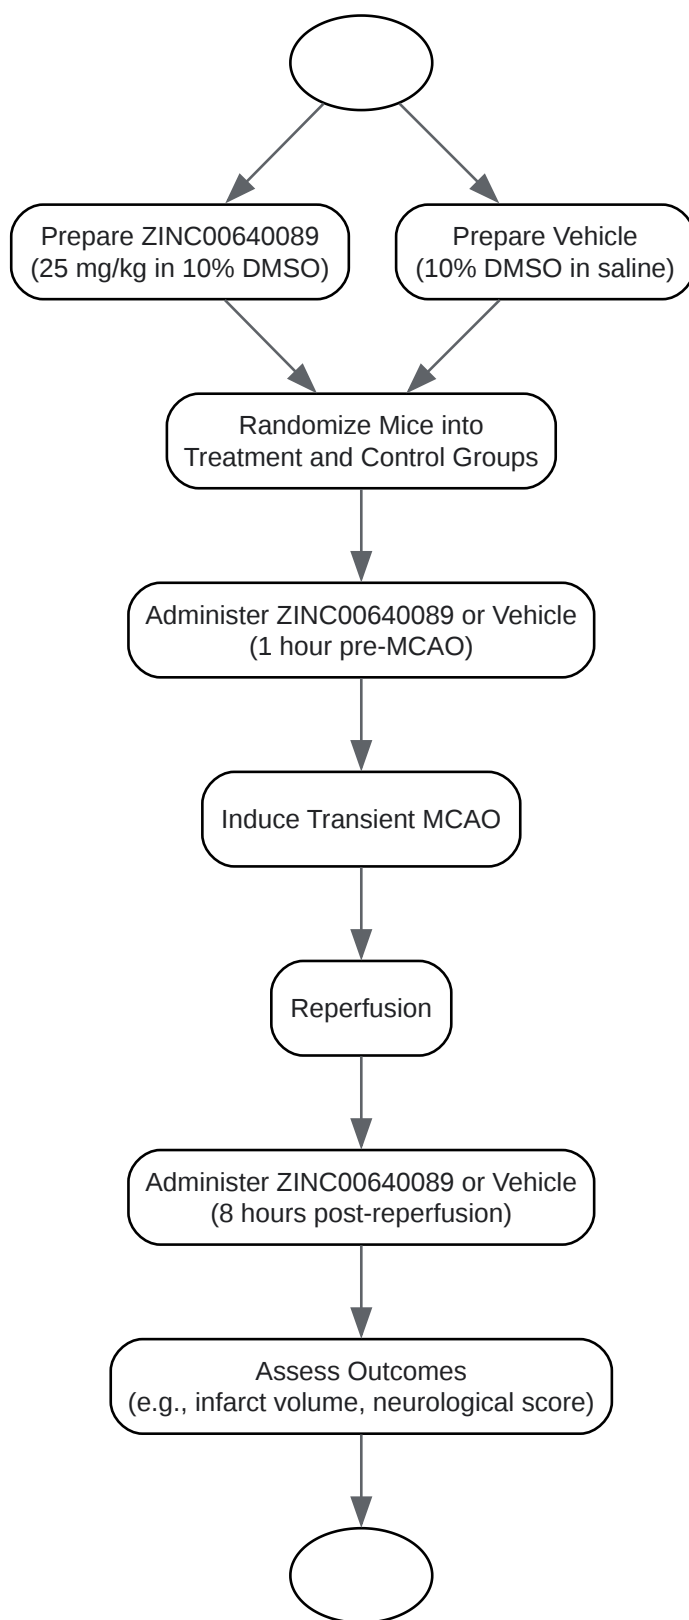 Prepare ZINC00640089
(25 mg/kg in 10% DMSO)
Prepare Vehicle
(10% DMSO in saline)
Randomize Mice into
Treatment and Control Groups
Administer ZINC00640089 or Vehicle
(1 hour pre-MCAO)
Induce Transient MCAO
Reperfusion
Administer ZINC00640089 or Vehicle
(8 hours post-reperfusion)
Assess Outcomes
(e.g., infarct volume, neurological score)